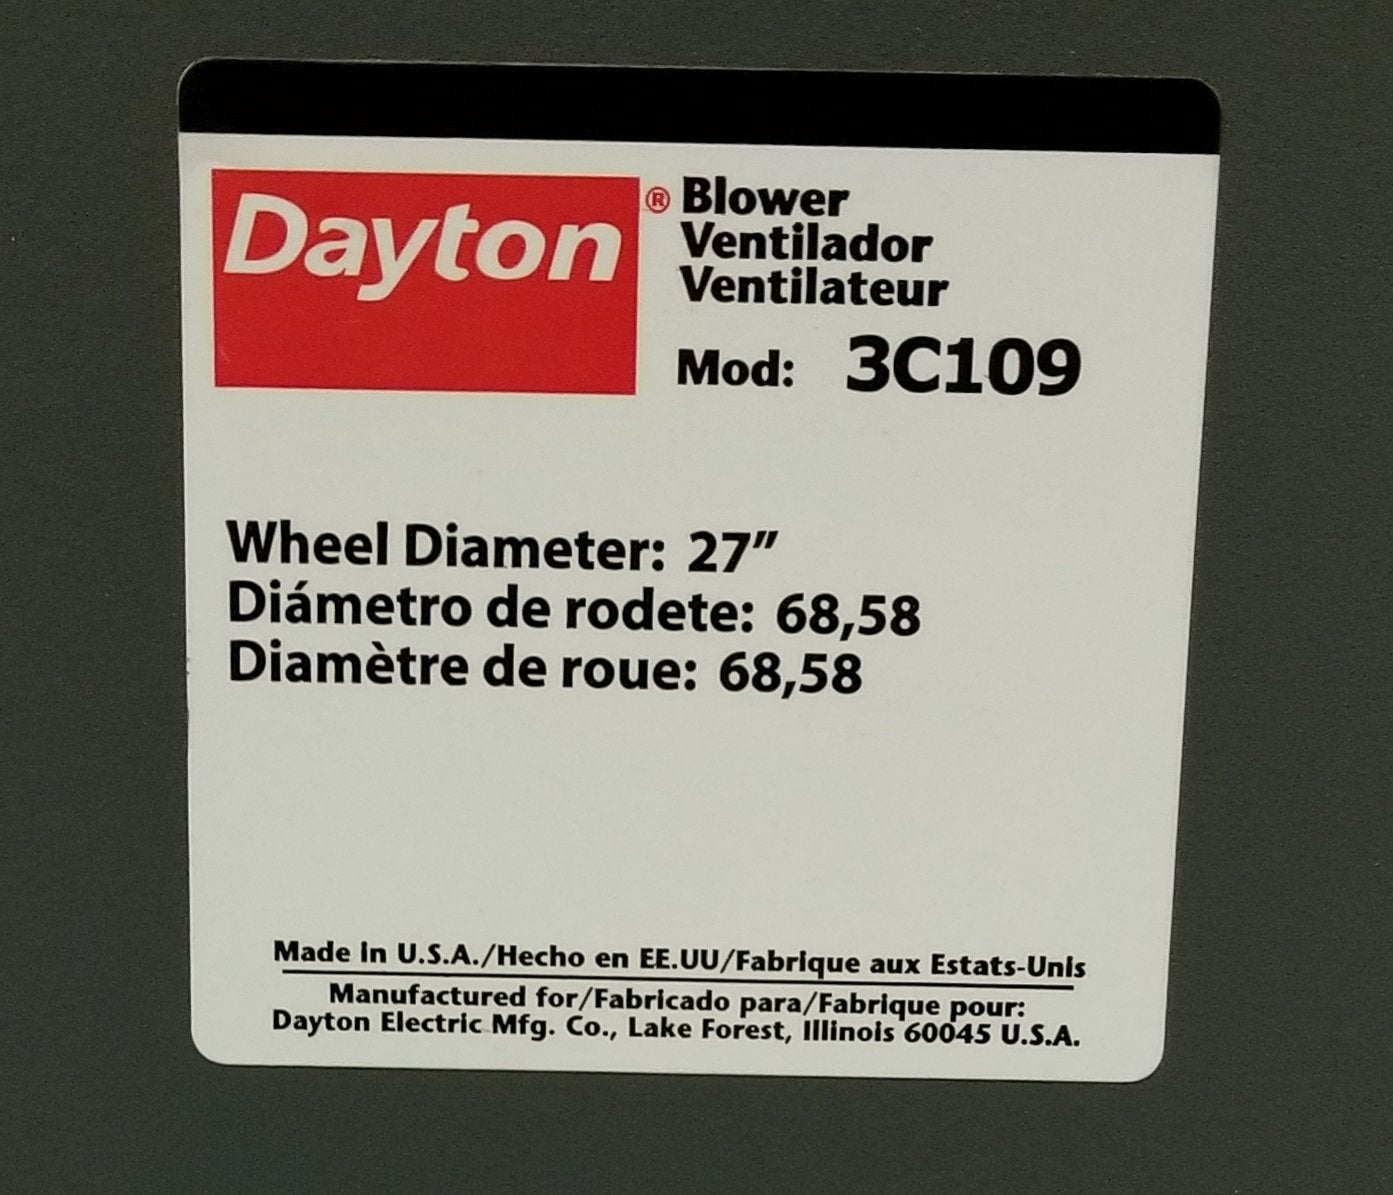 Dayton®
Blower
Ventilador
Ventilateur
Mod: 3C109
Wheel Diameter: 27”
Diámetro de rodete: 68,58
Diamètre de roue: 68,58
Made in U.S.A./Hecho en EE.UU/Fabrique aux Estats-Unis
Manufactured for/Fabricado para/Fabrique pour:
Dayton Electric Mfg. Co., Lake Forest, Illinois 60045 U.S.A.